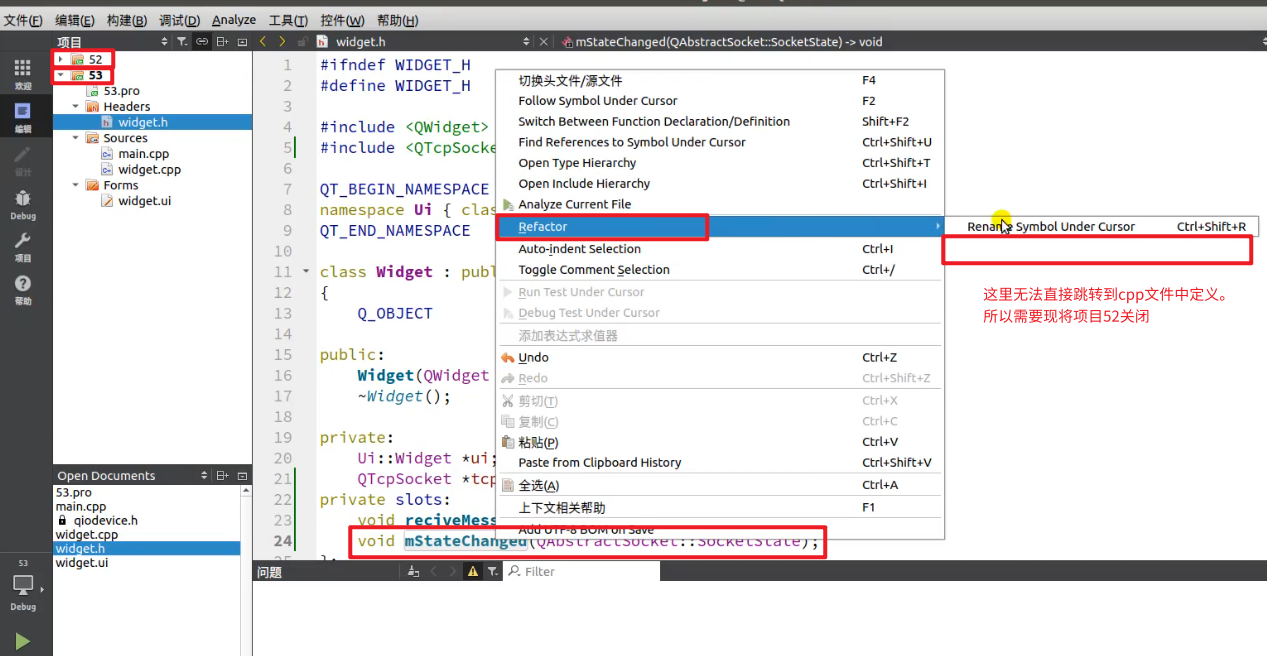 文件(F) 编辑(E) 构建(B) 调试(D) Analyze 工具(T) 控件(W) 帮助(H)
项目
widget.h
mStateChanged(QAbstractSocket::SocketState) -> void
欢迎
编辑
设计
Debug
项目
帮助
53
Debug
52
53
53.pro
Headers
widget.h
Sources
main.cpp
widget.cpp
Forms
widget.ui
Open Documents
53.pro
main.cpp
qiodevice.h
widget.cpp
widget.h
widget.ui
1 #ifndef WIDGET_H
2 #define WIDGET_H
3
4 #include <QWidget>
5 #include <QTcpSocke
6
7 QT_BEGIN_NAMESPACE
8 namespace Ui { clas
9 QT_END_NAMESPACE
10
11 class Widget : publ
12 {
13 Q_OBJECT
14
15 public:
16 Widget(QWidget
17 ~Widget();
18
19 private:
20 Ui::Widget *ui;
21 QTcpSocket *tcp
22 private slots:
23 void reciveMess
24 void mStateChanged(QAbstractSocket::SocketState);
25 };
切换头文件/源文件 F4
Follow Symbol Under Cursor F2
Switch Between Function Declaration/Definition Shift+F2
Find References to Symbol Under Cursor Ctrl+Shift+U
Open Type Hierarchy Ctrl+Shift+T
Open Include Hierarchy Ctrl+Shift+I
Analyze Current File
Refactor
Auto-indent Selection Ctrl+I
Toggle Comment Selection Ctrl+/
Run Test Under Cursor
Debug Test Under Cursor
添加表达式求值器
Undo Ctrl+Z
Redo Ctrl+Shift+Z
剪切(T) Ctrl+X
复制(C) Ctrl+C
粘贴(P) Ctrl+V
Paste from Clipboard History Ctrl+Shift+V
全选(A) Ctrl+A
上下文相关帮助 F1
Add UTF-8 BOM on Save
Rename Symbol Under Cursor Ctrl+Shift+R
这里无法直接跳转到cpp文件中定义。
所以需要现将项目52关闭
问题
Filter